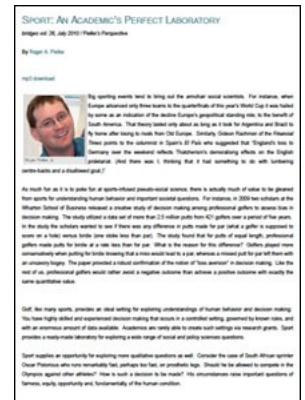 SPORT: AN ACADEMIC'S PERFECT LABORATORY
bridges vol. 26, July 2010 / Pielke's Perspective
By Roger A. Pielke
mp3 download
Big sporting events tend to bring out the armchair social scientists. For instance, when
Europe advanced only three teams to the quarterfinals of this year's World Cup it was hailed
by some as an indication of the decline Europe's geopolitical standing role, to the benefit of
South America. That theory lasted only about as long as it took for Argentina and Brazil to
fly home after losing to rivals from Old Europe. Similarly, Gideon Rachman of the Financial
Times points to the columnist in Spain's El País who suggested that "England's loss to
Germany over the weekend reflects Thatcherism's demoralising effects on the English
proletariat. (And there was I, thinking that it had something to do with lumbering
centre-backs and a disallowed goal.)"
As much fun as it is to poke fun at sports-infused pseudo-social science, there is actually much of value to be gleaned
from sports for understanding human behavior and important societal questions. For instance, in 2009 two scholars at the
Wharton School of Business released a creative study of decision making using professional golfers to assess bias in
decision making. The study utilized a data set of more than 2.5 million putts from 421 golfers over a period of five years.
In the study the scholars wanted to see if there was any difference in putts made for par (what a golfer is supposed to
score on a hole) versus birdie (one stroke less than par). The study found that for putts of equal length, professional
golfers made putts for birdie at a rate less than for par. What is the reason for this difference? Golfers played more
conservatively when putting for birdie knowing that a miss would lead to a par, whereas a missed putt for par left them with
an unsavory bogey. The paper provided a robust confirmation of the notion of "loss aversion" in decision making. Like the
rest of us, professional golfers would rather avoid a negative outcome than achieve a positive outcome with exactly the
same quantitative value.
Golf, like many sports, provides an ideal setting for exploring understandings of human behavior and decision making:
You have highly skilled and experienced decision making that occurs in a controlled setting, governed by known rules, and
with an enormous amount of data available. Academics are rarely able to create such settings via research grants. Sport
provides a ready-made laboratory for exploring a wide range of social and policy sciences questions.
Sport supplies an opportunity for exploring more qualitative questions as well. Consider the case of South African sprinter
Oscar Pistorius who runs remarkably fast, perhaps too fast, on prosthetic legs. Should he be allowed to compete in the
Olympics against other athletes? How is such a decision to be made? His circumstances raise important questions of
fairness, equity, opportunity and, fundamentally, of the human condition.